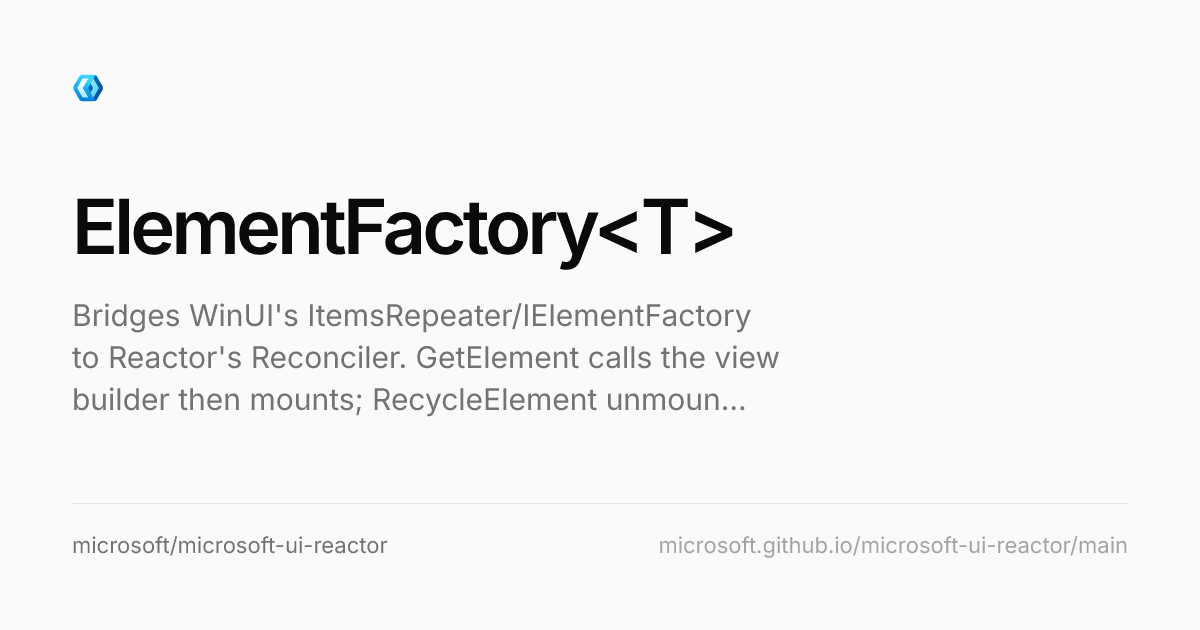 ElementFactory<T>
Bridges WinUI's ItemsRepeater/IElementFactory
to Reactor's Reconciler. GetElement calls the view
builder then mounts; RecycleElement unmoun...
microsoft/microsoft-ui-reactor
microsoft.github.io/microsoft-ui-reactor/main